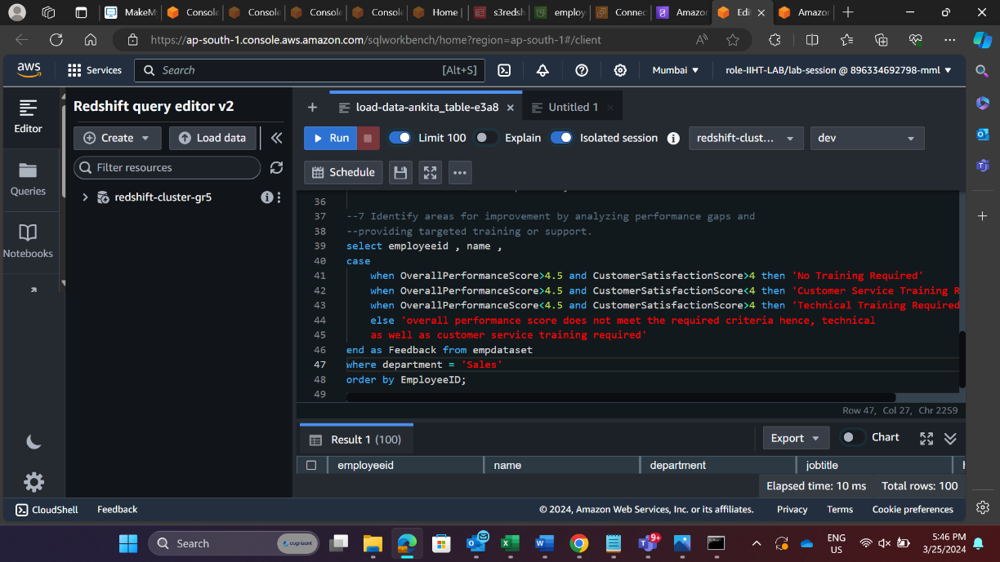 MakeMy
Console
Console
Console
Console
Home |
s3redsh
employ
Connec
Amazon
Edi
Amazon
https://ap-south-1.console.aws.amazon.com/sqlworkbench/home?region=ap-south-1#/client
aws
Services
Search
[Alt+S]
Mumbai
role-IIHT-LAB/lab-session @ 896334692798-mml
Editor
Queries
Notebooks
Redshift query editor v2
Create
Load data
Filter resources
redshift-cluster-gr5
load-data-ankita_table-e3a8
Untitled 1
Run
Limit 100
Explain
Isolated session
redshift-clust...
dev
Schedule
36
37 --7 Identify areas for improvement by analyzing performance gaps and
38 --providing targeted training or support.
39 select employeeid , name ,
40 case
41 when OverallPerformanceScore>4.5 and CustomerSatisfactionScore>4 then 'No Training Required'
42 when OverallPerformanceScore>4.5 and CustomerSatisfactionScore<4 then 'Customer Service Training R
43 when OverallPerformanceScore<4.5 and CustomerSatisfactionScore>4 then 'Technical Training Required
44 else 'overall performance score does not meet the required criteria hence, technical
45 as well as customer service training required'
46 end as Feedback from empdataset
47 where department = 'Sales'
48 order by EmployeeID;
49
Row 47, Col 27, Chr 2259
Result 1 (100)
Export
Chart
employeeid
name
department
jobtitle
Elapsed time: 10 ms
Total rows: 100
CloudShell
Feedback
© 2024, Amazon Web Services, Inc. or its affiliates.
Privacy
Terms
Cookie preferences
Search
cognizant
9+
ENG
US
5:46 PM
3/25/2024